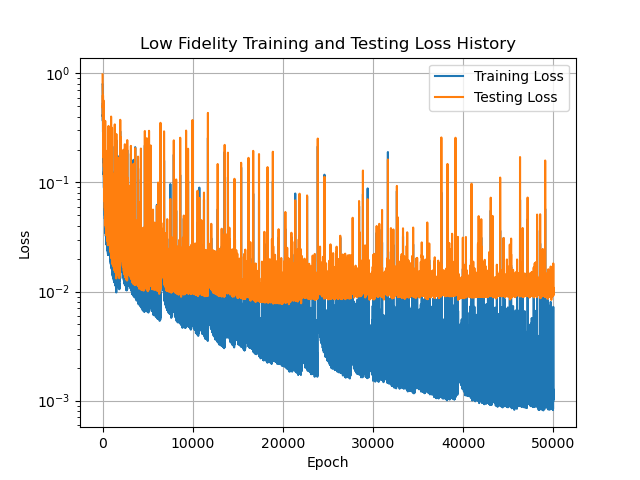 Low Fidelity Training and Testing Loss History
Training Loss
Testing Loss
10⁰
10⁻¹
10⁻²
10⁻³
Loss
0
10000
20000
30000
40000
50000
Epoch